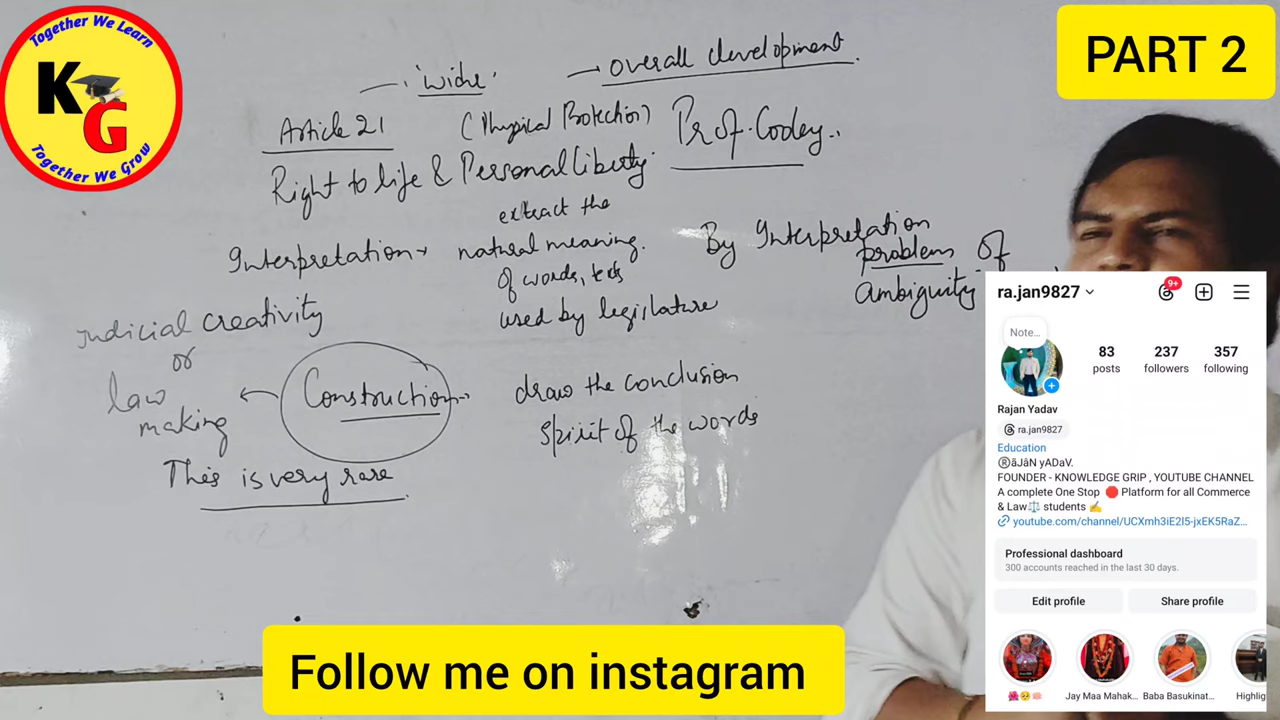 Together We Learn
KG
Together We Grow
PART 2
'wide' overall development
Article 21 (Physical Protection) Prof. Cooley
Right to life & Personal Liberty
Interpretation → extract the
natural meaning
of words, texts
used by legislature
By Interpretation
problem of
ambiguity
judicial creativity
or
law
making
Construction
draw the conclusion
spirit of the words
This is very rare
ra.jan9827
9+
Note...
83 237 357
posts followers following
Rajan Yadav
ra.jan9827
Education
ⓇāJâN yADaV.
FOUNDER - KNOWLEDGE GRIP , YOUTUBE CHANNEL
A complete One Stop 🛑 Platform for all Commerce
& Law⚖️ students ✍️
youtube.com/channel/UCXmh3iE2l5-jxEK5RaZ...
Professional dashboard
300 accounts reached in the last 30 days.
Edit profile Share profile
🌺🥺🧠 Jay Maa Mahak... Baba Basukinat... Highlig
Follow me on instagram